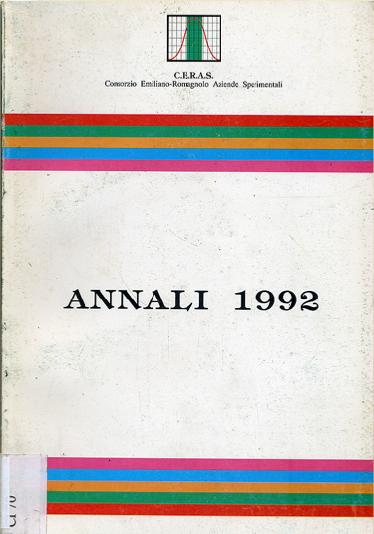 C.E.R.A.S.
Consorzio Emiliano-Romagnolo Aziende Sperimentali
ANNALI 1992